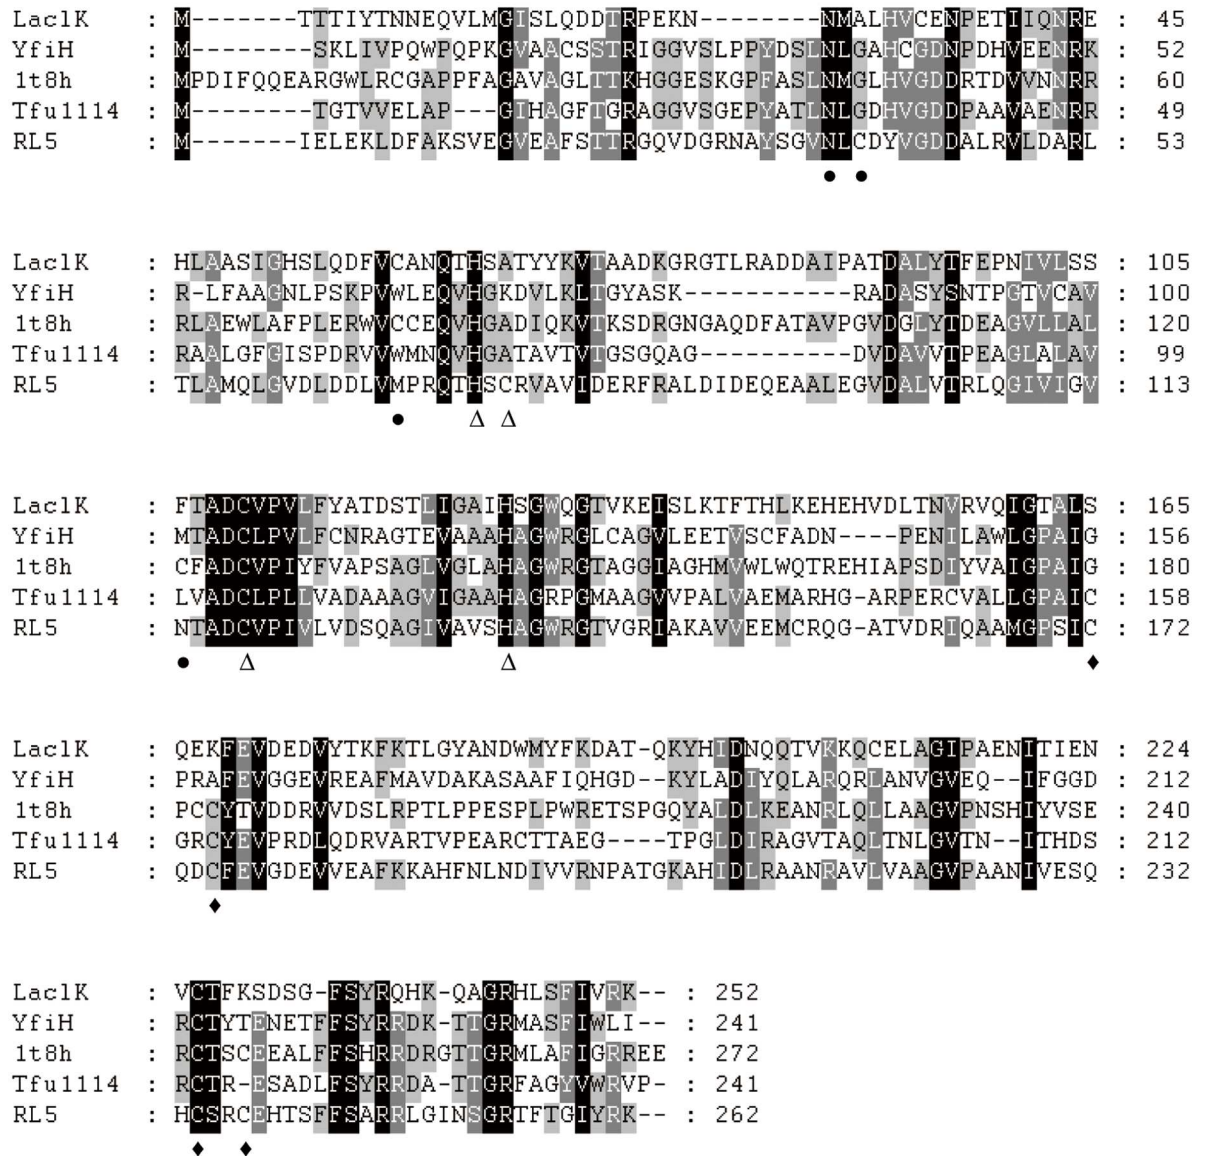 LaclK : M--------TTTIYTNNEQVLMGISLQDDTRPEKN--------NMALHVCENPETIIQNRE : 45
YfiH : M--------SKLIVPQWPQPKGVAACSSTRIGGVSLPPYDSLNLGAHCGDNPDHVEENRK : 52
1t8h : MPDIFQQEARGWLRCGAPPFAGAVAGLTTKHGGESKGPFASLNMGLHVGDDRTDVVNNRR : 60
Tfu1114 : M--------TGTVVELAP---GIHAGFTGRAGGVSGEPYATLNLGDHVGDDPAAVAENRR : 49
RL5 : M-------IELEKLDFAKSVEGVEAFSTTRGQVDGRNAYSGVNLCDYVGDDALRVLDARL : 53
● ●
LaclK : HLAASIGHSLQDFVCANQTHSATYYKVTAADKGRGTLRADDAIPATDALYTFEPNIVLSS : 105
YfiH : R-LFAAGNLPSKPVWLEQVHGKDVLKLTGYASK-----------RADASYSNTPGTVCAV : 100
1t8h : RLAEWLAFPLERWVCCEQVHGADIQKVTKSDRGNGAQDFATAVPGVDGLYTDEAGVLLAL : 120
Tfu1114 : RAALGFGISPDRVVWMNQVHGATAVTVTGSGQAG----------DVDAVVTPEAGLALAV : 99
RL5 : TLAMQLGVDLDDLVMPRQTHSCRVAVIDERFRALDIDEQEAALEGVDALVTRLQGIVIGV : 113
● Δ Δ
LaclK : FTADCVPVLFYATDSTLIGAIHSGWQGTVKEISLKTFTHLKEHEHVDLTNVRVQIGTALS : 165
YfiH : MTADCLPVLFCNRAGTEVAAAHAGWRGLCAGVLEETVSCFADN----PENILAWLGPAIG : 156
1t8h : CFADCVPIYFVAPSAGLVGLAHAGWRGTAGGIAGHMVWLWQTREHIAPSDIYVAIGPAIG : 180
Tfu1114 : LVADCLPLLVADAAAGVIGAAHAGRPGMAAGVVPALVAEMARHG-ARPERCVALLGPAIC : 158
RL5 : NTADCVPIVLVDSQAGIVAVSHAGWRGTVGRIAKAVVEEMCRQG-ATVDRIQAAMGPSIC : 172
● Δ Δ ♦
LaclK : QEKFEVDEDVYTKFKTLGYANDWMYFKDAT-QKYHIDNQQTVKKQCELAGIPAENITIEN : 224
YfiH : PRAFEVGGEVREAFMAVDAKASAAFIQHGD--KYLADIYQLARQRLANVGVEQ--IFGGD : 212
1t8h : PCCYTVDDRVVDSLRPTLPPESPLPWRETSPGQYALDLKEANRLQLLAAGVPNSHIYVSE : 240
Tfu1114 : GRCYEVPRDLQDRVARTVPEARCTTAEG----TPGLDIRAGVTAQLTNLGVTN--ITHDS : 212
RL5 : QDCFEVGDEVVEAFKKAHFNLNDIVVRNPATGKAHIDLRAANRAVLVAAGVPAANIVESQ : 232
♦
LaclK : VCTFKSDSG-FSYRQHK-QAGRHLSFIVRK-- : 252
YfiH : RCTYTENETFFSYRRDK-TTGRMASFIWLI-- : 241
1t8h : RCTSCEEALFFSHRRDRGTTGRMLAFIGRREE : 272
Tfu1114 : RCTR-ESADLFSYRRDA-TTGRFAGYVWRVP- : 241
RL5 : HCSRCEHTSFFSARRLGINSGRTFTGIYRK-- : 262
♦ ♦